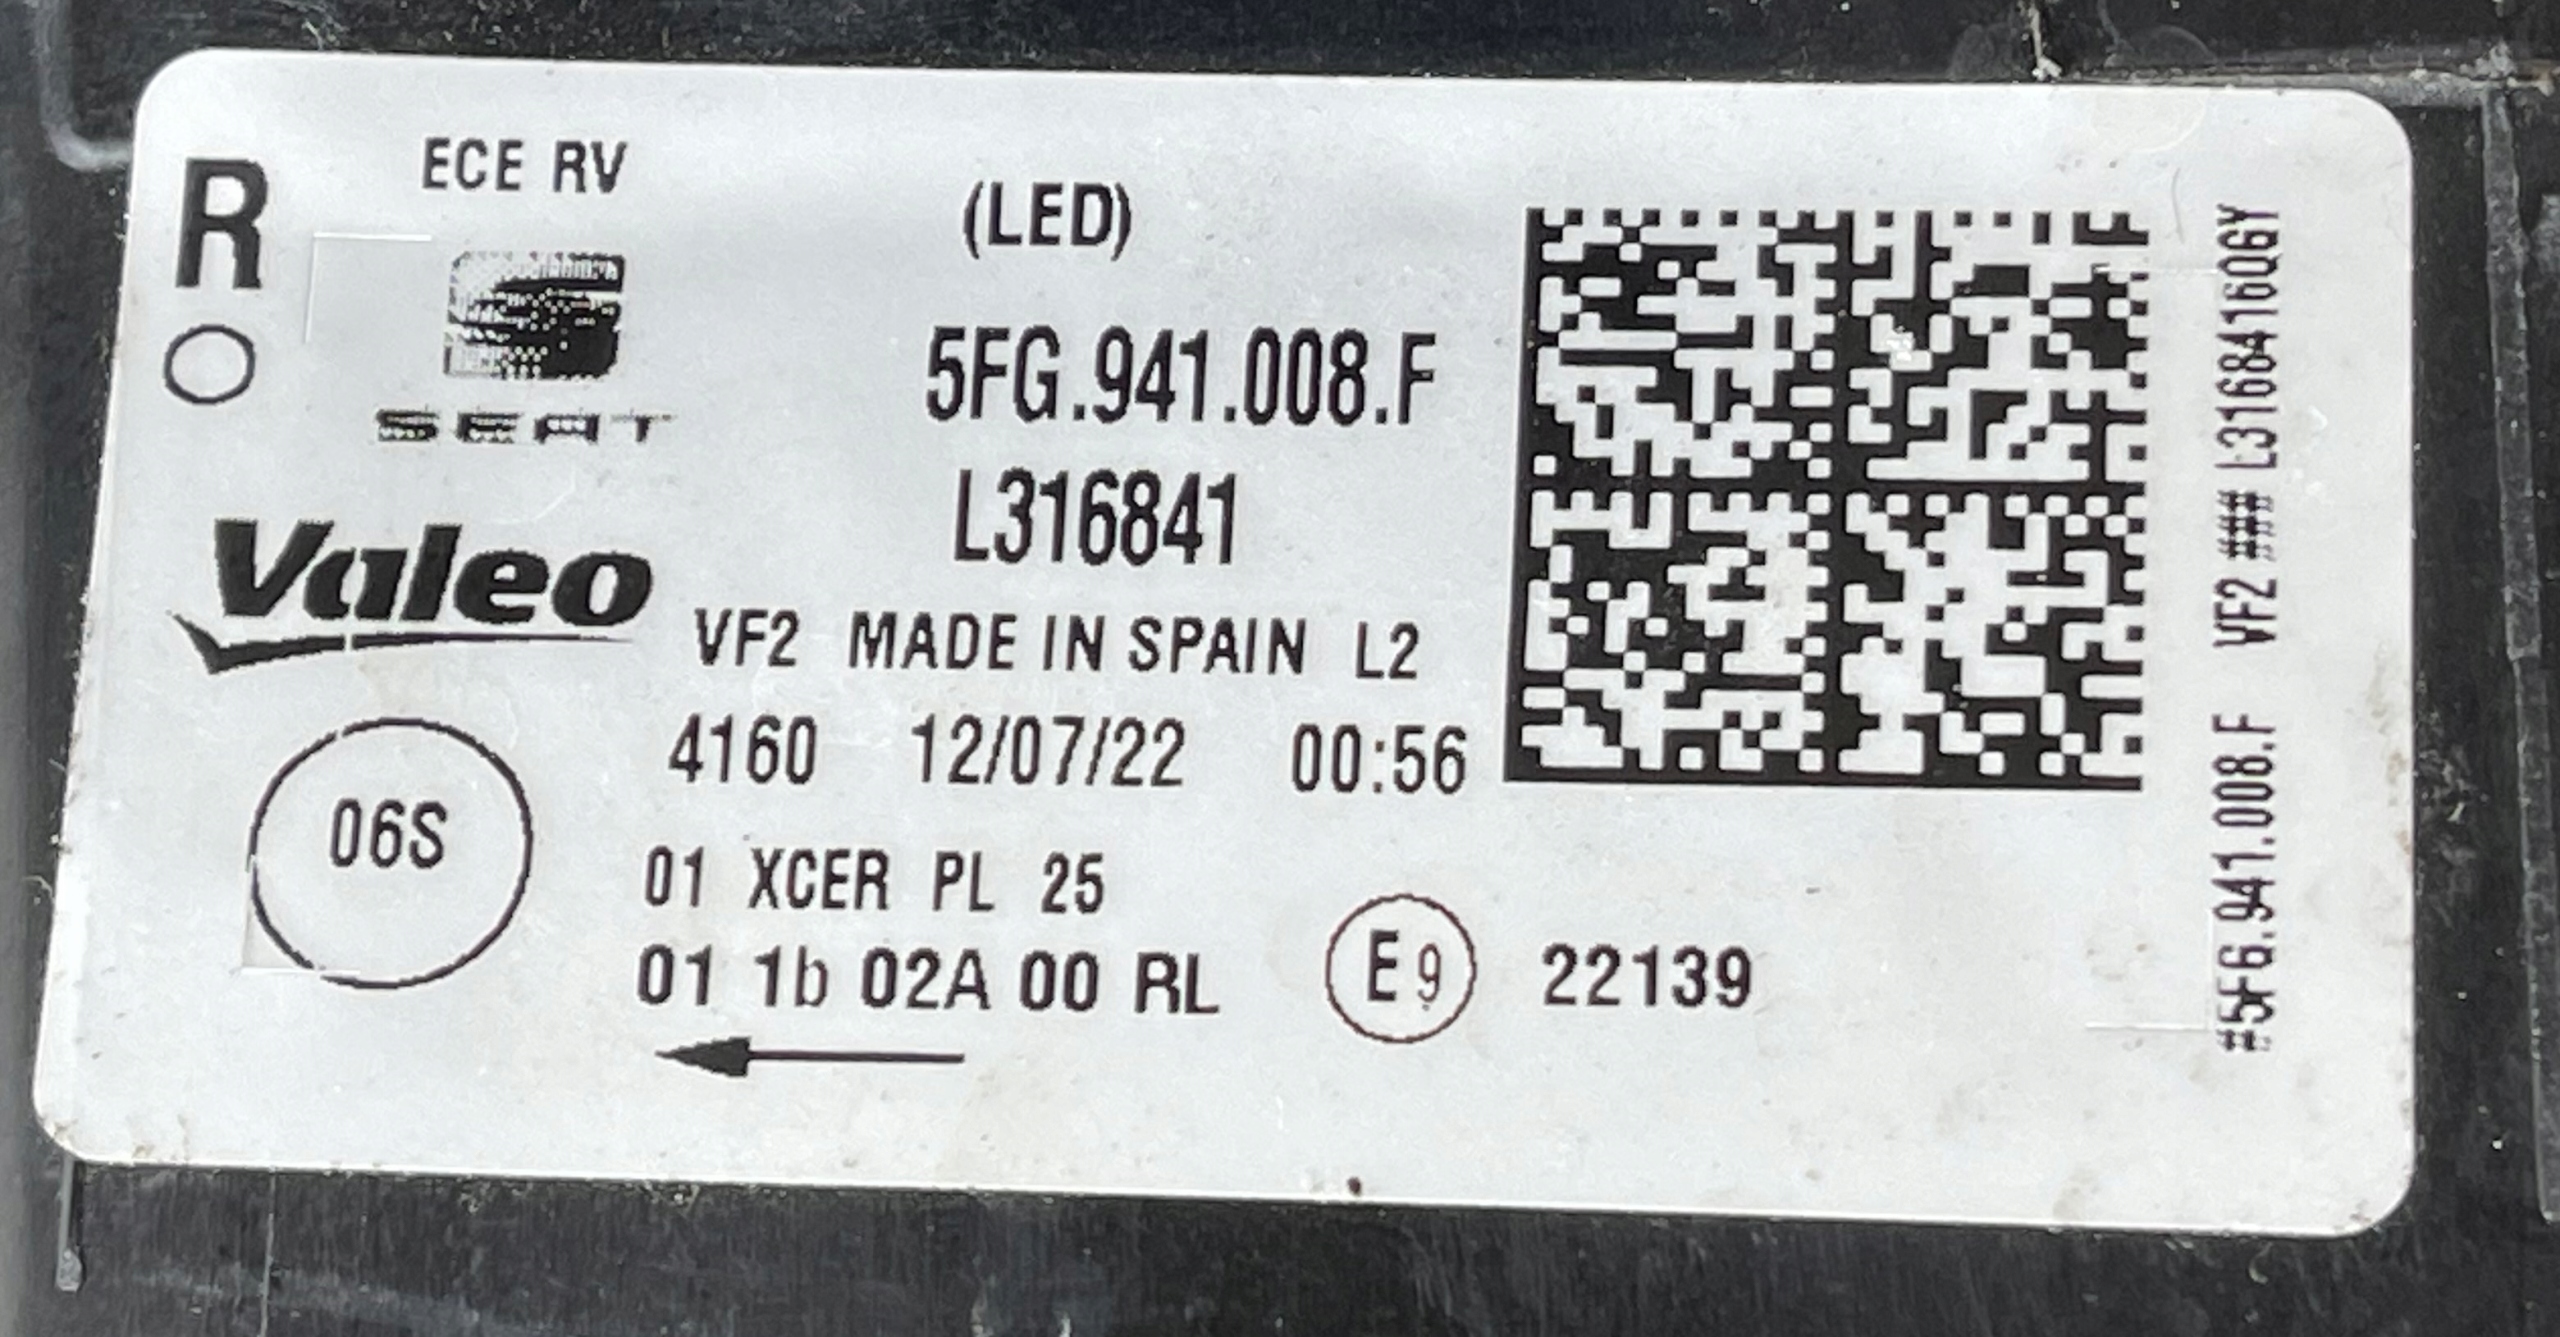 R
ECE RV
(LED)
SEAT
5FG.941.008.F
L316841
Valeo
VF2 MADE IN SPAIN L2
4160 12/07/22 00:56
06S
01 XCER PL 25
01 1b 02A 00 RL
E9 22139
#5FG.941.008.F VF2 ### L3168416QGY